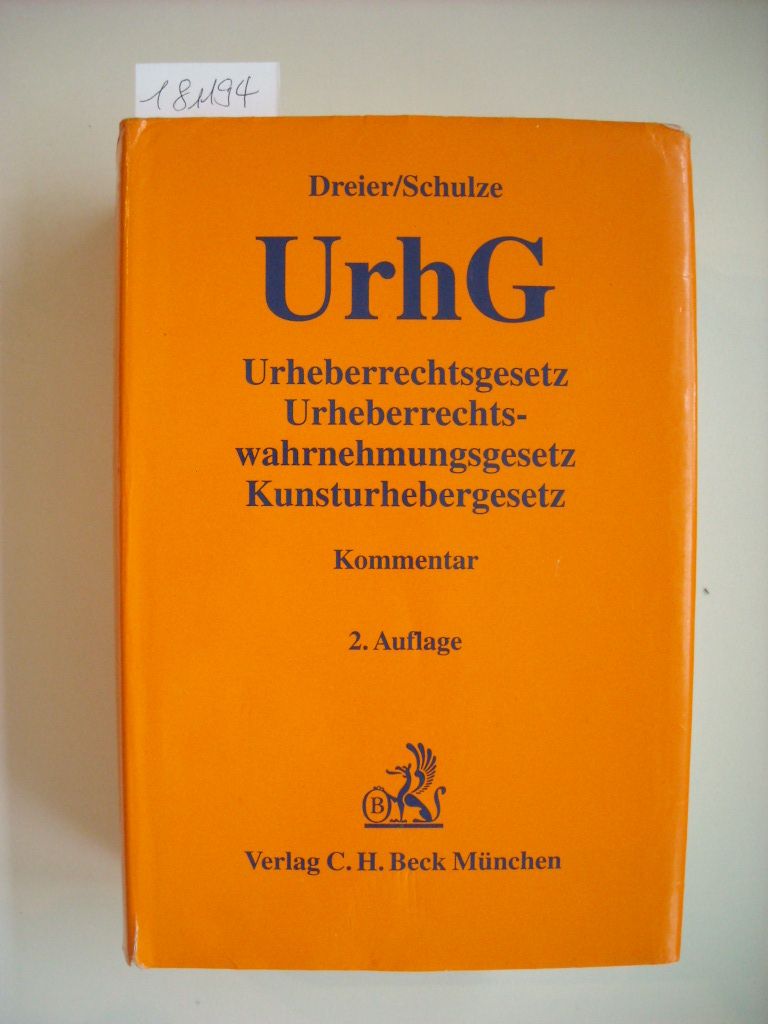 181194
Dreier/Schulze
UrhG
Urheberrechtsgesetz
Urheberrechts-
wahrnehmungsgesetz
Kunsturhebergesetz
Kommentar
2. Auflage
B
Verlag C. H. Beck München